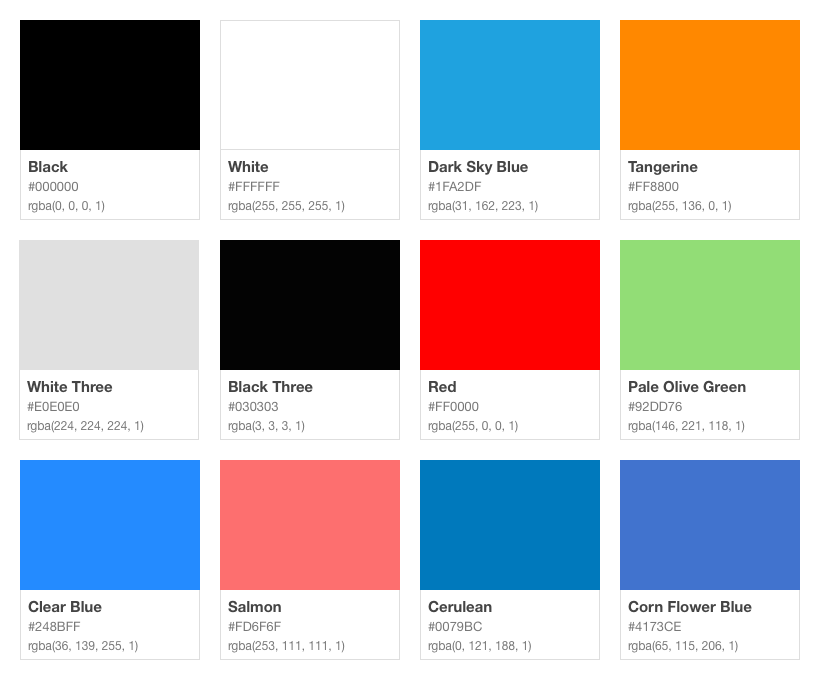 Black
#000000
rgba(0, 0, 0, 1)
White
#FFFFFF
rgba(255, 255, 255, 1)
Dark Sky Blue
#1FA2DF
rgba(31, 162, 223, 1)
Tangerine
#FF8800
rgba(255, 136, 0, 1)
White Three
#E0E0E0
rgba(224, 224, 224, 1)
Black Three
#030303
rgba(3, 3, 3, 1)
Red
#FF0000
rgba(255, 0, 0, 1)
Pale Olive Green
#92DD76
rgba(146, 221, 118, 1)
Clear Blue
#248BFF
rgba(36, 139, 255, 1)
Salmon
#FD6F6F
rgba(253, 111, 111, 1)
Cerulean
#0079BC
rgba(0, 121, 188, 1)
Corn Flower Blue
#4173CE
rgba(65, 115, 206, 1)